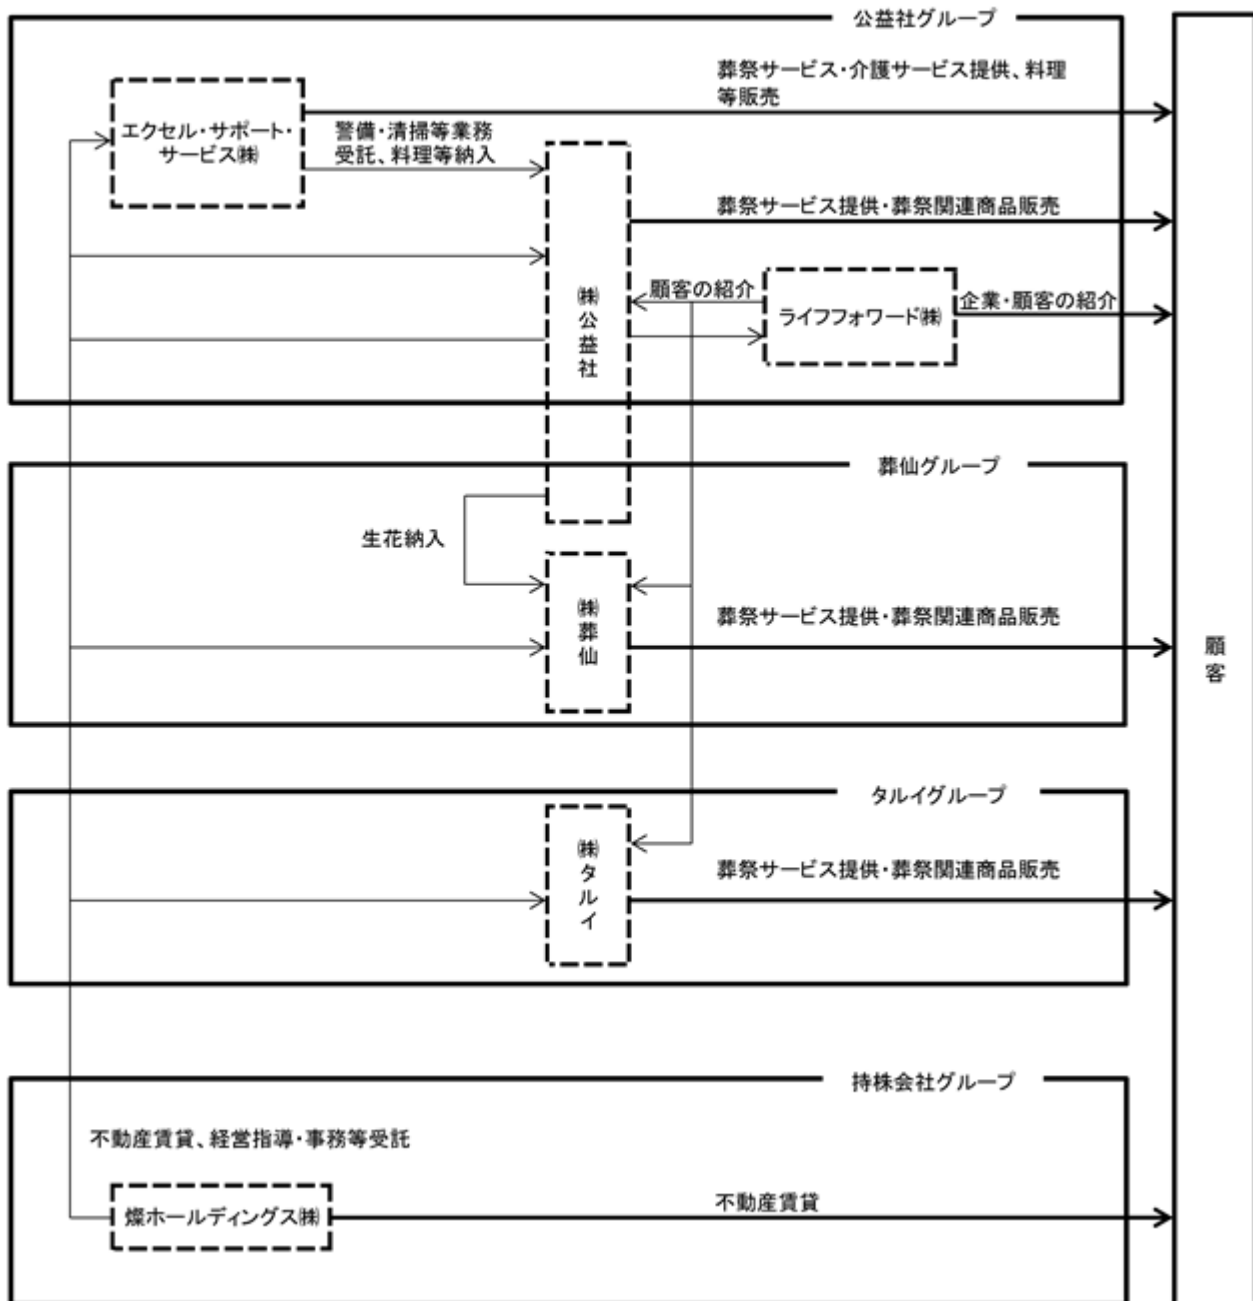 公益社グループ
葬祭サービス・介護サービス提供、料理
等販売
エクセル・サポート・
サービス㈱
警備・清掃等業務
受託、料理等納入
葬祭サービス提供・葬祭関連商品販売
㈱公益社
顧客の紹介
ライフフォワード㈱
企業・顧客の紹介
葬仙グループ
生花納入
㈱葬仙
葬祭サービス提供・葬祭関連商品販売
顧客
タルイグループ
㈱タルイ
葬祭サービス提供・葬祭関連商品販売
持株会社グループ
不動産賃貸、経営指導・事務等受託
燦ホールディングス㈱
不動産賃貸